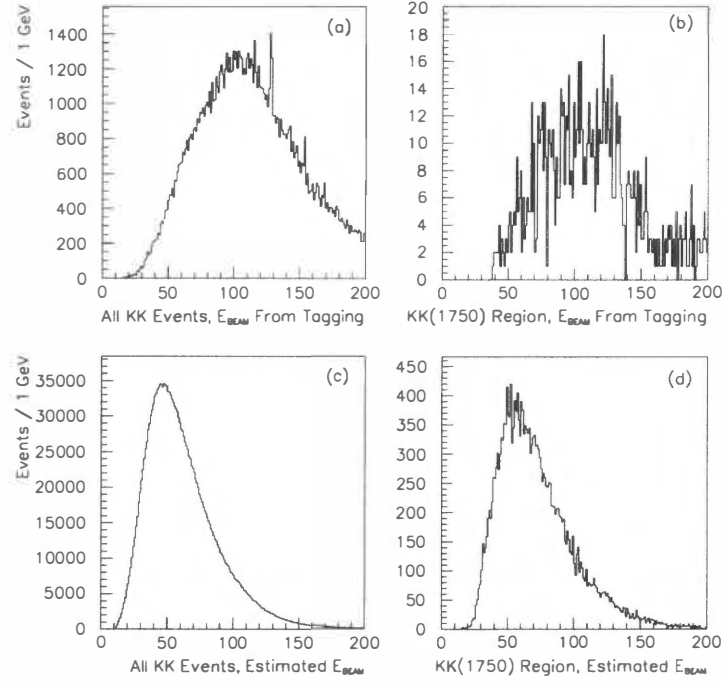 Events / 1 GeV
1400
1200
1000
800
600
400
200
0
(a)
0 50 100 150 200
All KK Events, E_BEAM From Tagging
20
18
16
14
12
10
8
6
4
2
0
(b)
0 50 100 150 200
KK(1750) Region, E_BEAM From Tagging
Events / 1 GeV
35000
30000
25000
20000
15000
10000
5000
0
(c)
0 50 100 150 200
All KK Events, Estimated E_BEAM
450
400
350
300
250
200
150
100
50
0
(d)
0 50 100 150 200
KK(1750) Region, Estimated E_BEAM